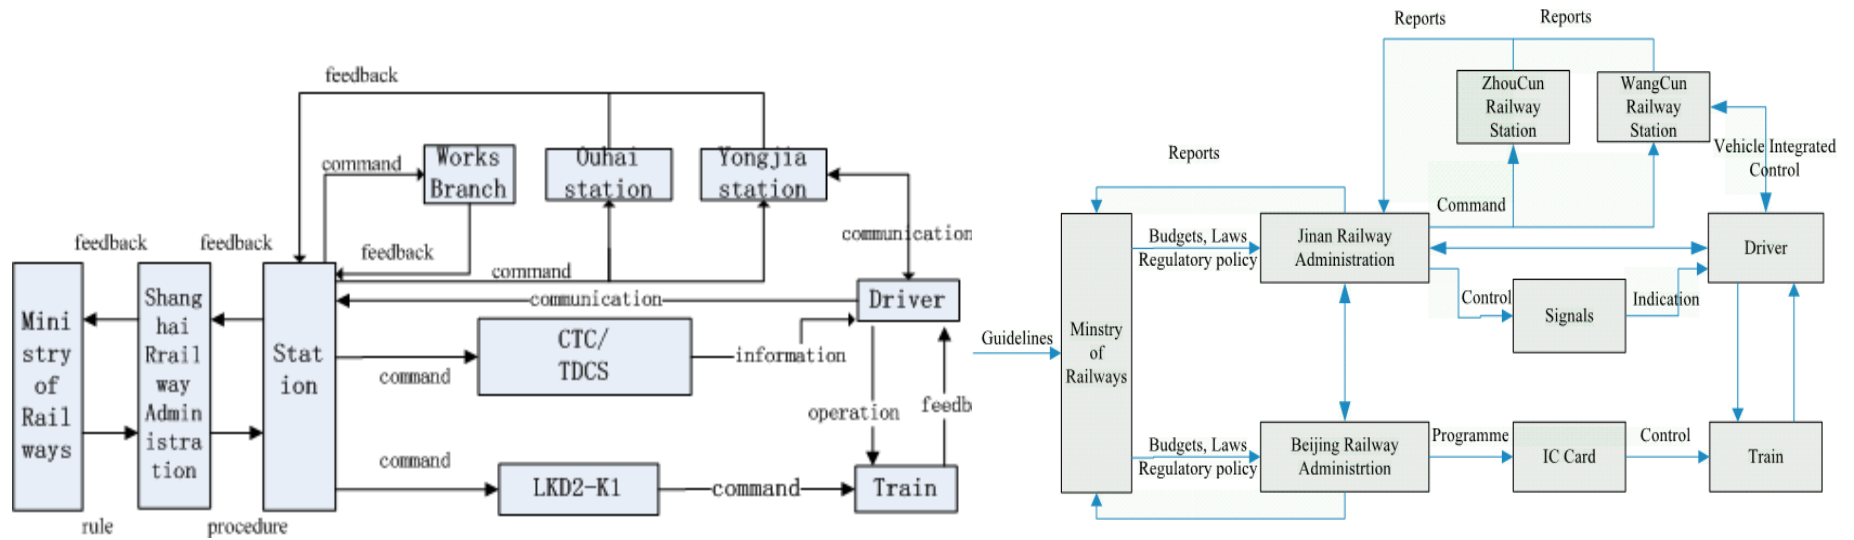 feedback
command
Works
Branch
Ouhai
station
Yongjia
station
communication
feedback
feedback
feedback
command
communication
Mini
stry
of
Rail
ways
Shang
hai
Rrail
way
Admin
istra
tion
Stat
ion
Driver
CTC/
TDCS
information
command
operation
feedb
command
LKD2-K1
command
Train
rule
procedure
Reports
Reports
ZhouCun
Railway
Station
WangCun
Railway
Station
Vehicle Integrated
Control
Reports
Command
Budgets, Laws
Regulatory policy
Jinan Railway
Administration
Driver
Control
Signals
Indication
Guidelines
Minstry
of
Railways
Budgets, Laws
Regulatory policy
Beijing Railway
Administrtion
Programme
IC Card
Control
Train